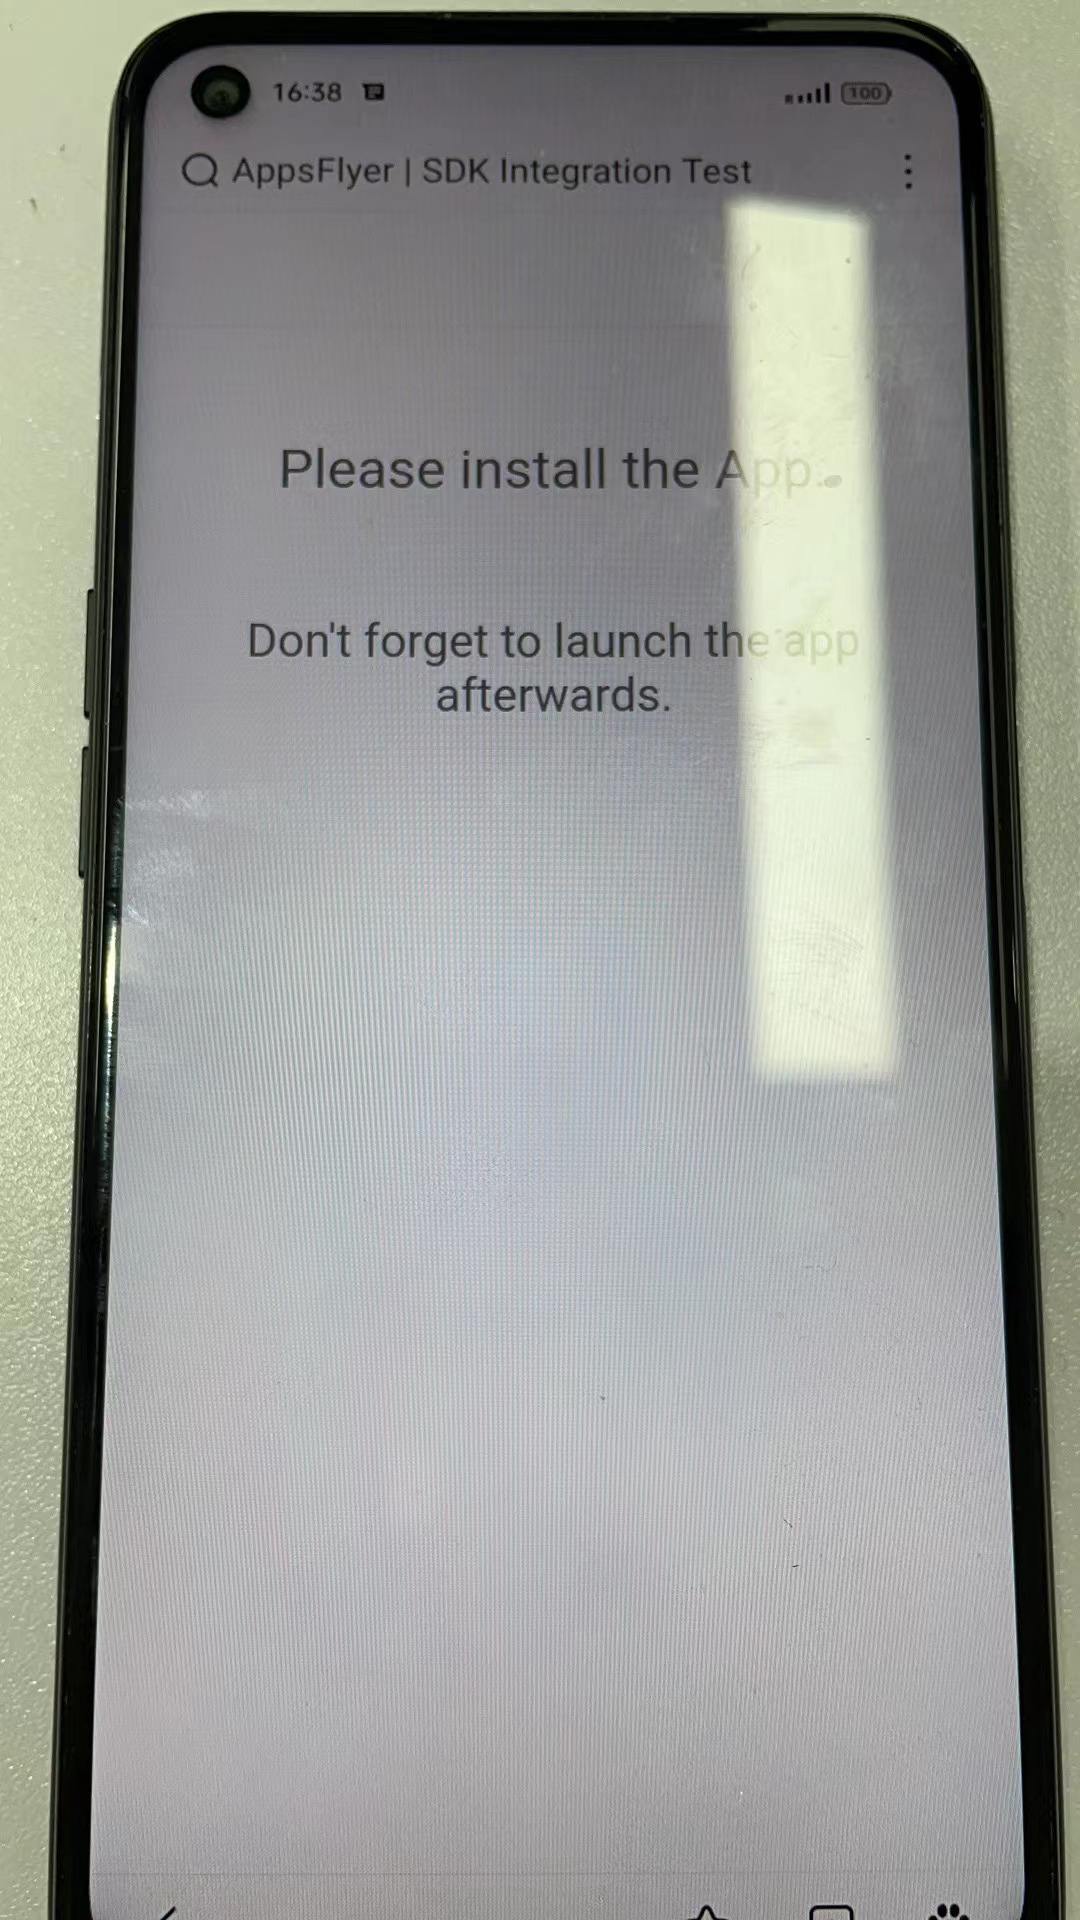 16:38
100
AppsFlyer | SDK Integration Test
Please install the App.
Don't forget to launch the app
afterwards.